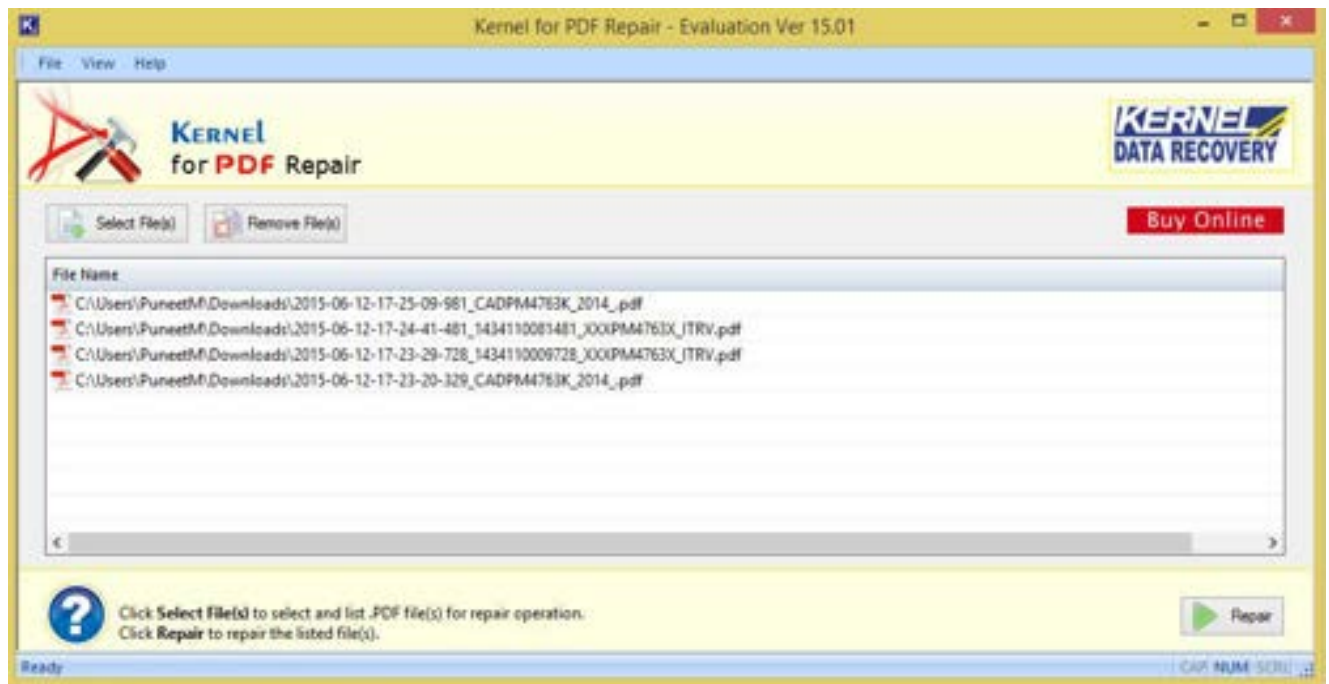 K
Kernel for PDF Repair - Evaluation Ver 15.01
File View Help
KERNEL
for PDF Repair
KERNEL
DATA RECOVERY
Select File(s) Remove File(s)
Buy Online
File Name
C:\Users\PuneetM\Downloads\2015-06-12-17-25-09-981_CADPM4763K_2014_.pdf
C:\Users\PuneetM\Downloads\2015-06-12-17-24-41-481_1434110081481_XXXPM4763X_ITRV.pdf
C:\Users\PuneetM\Downloads\2015-06-12-17-23-29-728_1434110009728_XXXPM4763X_ITRV.pdf
C:\Users\PuneetM\Downloads\2015-06-12-17-23-20-329_CADPM4763K_2014_.pdf
Click Select File(s) to select and list .PDF file(s) for repair operation.
Click Repair to repair the listed file(s).
Repair
Ready
CAP NUM SCRL